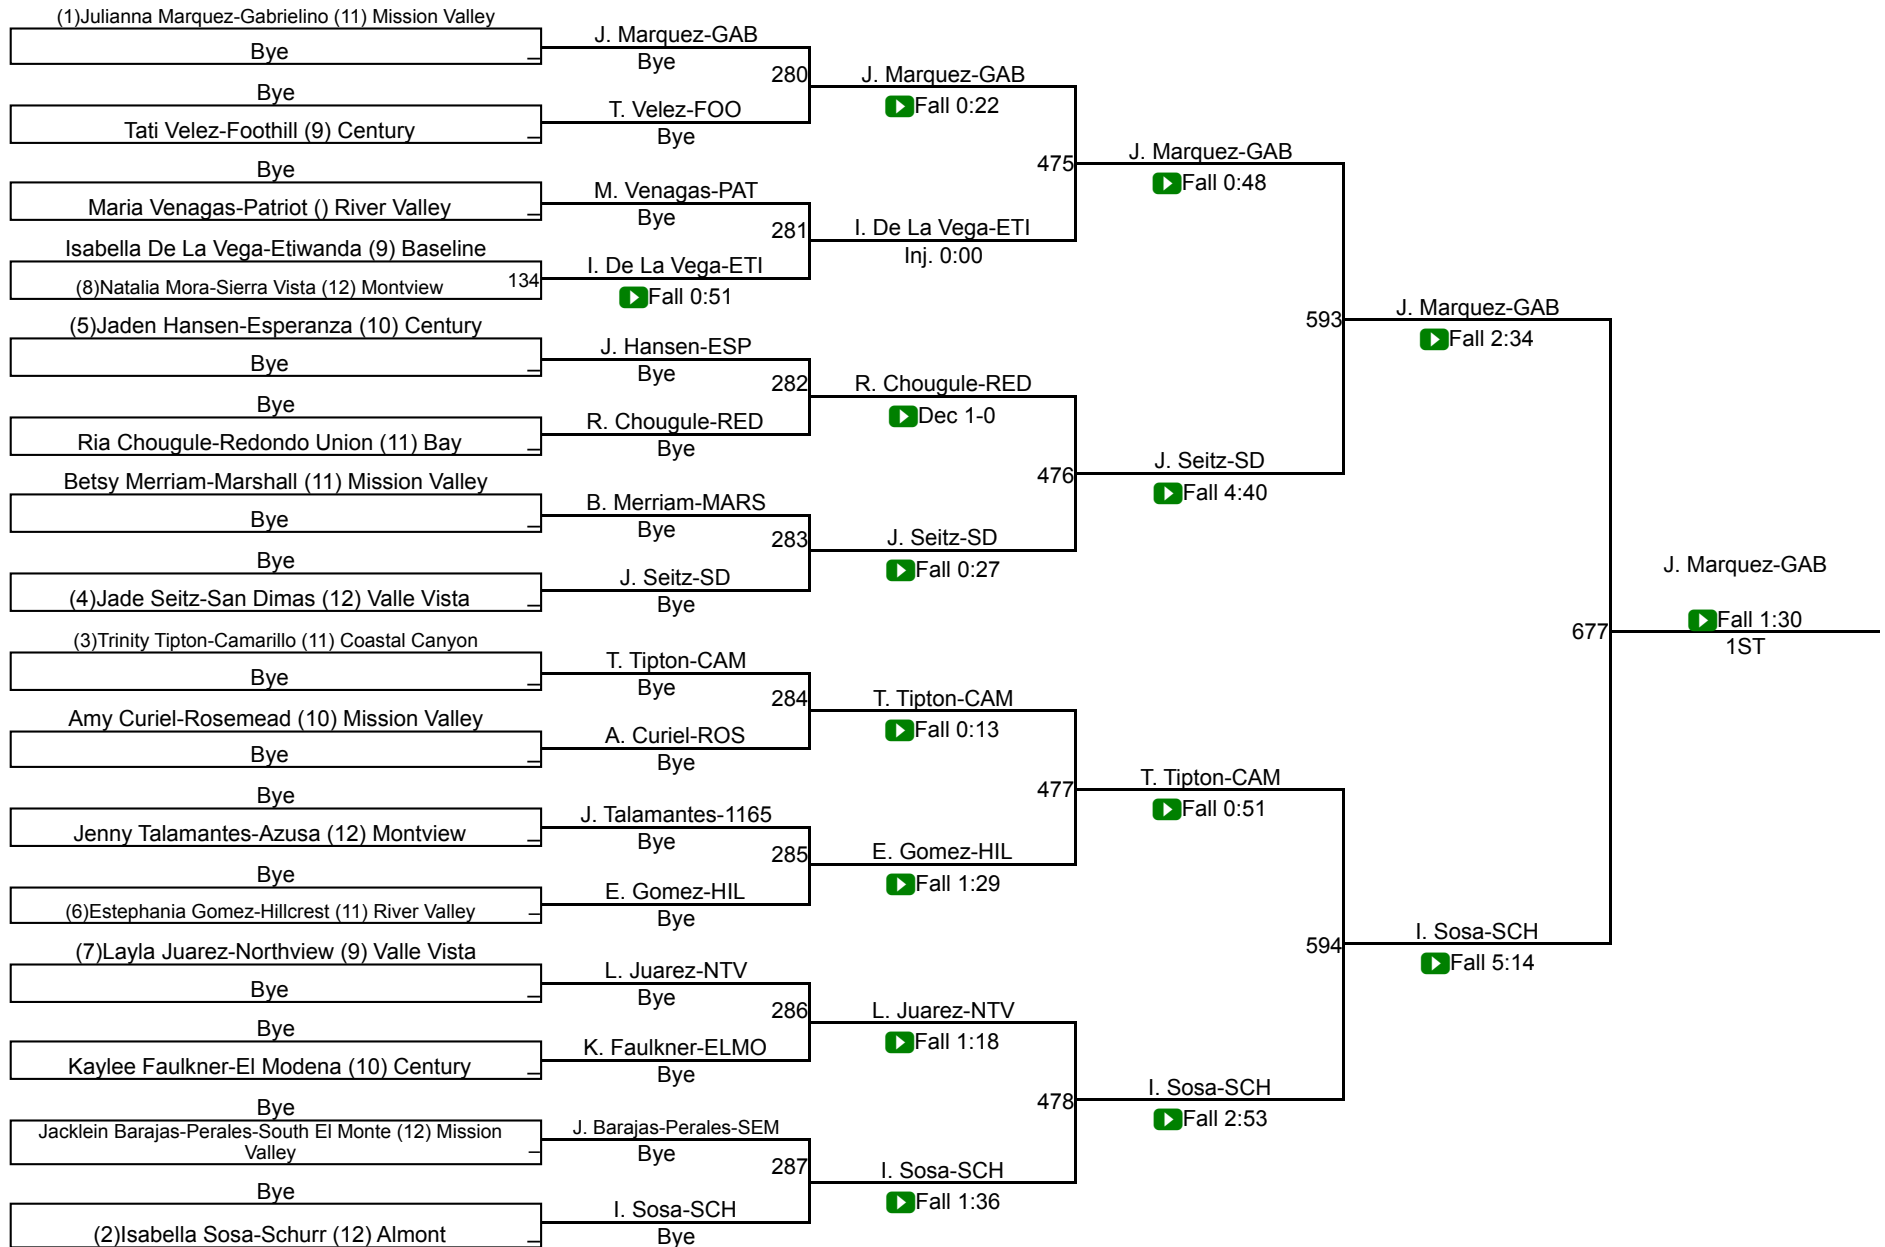 (1)Julianna Marquez-Gabrielino (11) Mission Valley
Bye
Bye
Tati Velez-Foothill (9) Century
Bye
Maria Venagas-Patriot () River Valley
Isabella De La Vega-Etiwanda (9) Baseline
(8)Natalia Mora-Sierra Vista (12) Montview
134
(5)Jaden Hansen-Esperanza (10) Century
Bye
Bye
Ria Chougule-Redondo Union (11) Bay
Betsy Merriam-Marshall (11) Mission Valley
Bye
Bye
(4)Jade Seitz-San Dimas (12) Valle Vista
(3)Trinity Tipton-Camarillo (11) Coastal Canyon
Bye
Amy Curiel-Rosemead (10) Mission Valley
Bye
Bye
Jenny Talamantes-Azusa (12) Montview
Bye
(6)Estephania Gomez-Hillcrest (11) River Valley
(7)Layla Juarez-Northview (9) Valle Vista
Bye
Bye
Kaylee Faulkner-El Modena (10) Century
Bye
Jacklein Barajas-Perales-South El Monte (12) Mission
Valley
Bye
(2)Isabella Sosa-Schurr (12) Almont
J. Marquez-GAB
Bye
280
T. Velez-FOO
Bye
M. Venagas-PAT
Bye
281
I. De La Vega-ETI
Fall 0:51
J. Hansen-ESP
Bye
282
R. Chougule-RED
Bye
B. Merriam-MARS
Bye
283
J. Seitz-SD
Bye
T. Tipton-CAM
Bye
284
A. Curiel-ROS
Bye
J. Talamantes-1165
Bye
285
E. Gomez-HIL
Bye
L. Juarez-NTV
Bye
286
K. Faulkner-ELMO
Bye
J. Barajas-Perales-SEM
Bye
287
I. Sosa-SCH
Bye
J. Marquez-GAB
Fall 0:22
475
I. De La Vega-ETI
Inj. 0:00
R. Chougule-RED
Dec 1-0
476
J. Seitz-SD
Fall 0:27
T. Tipton-CAM
Fall 0:13
477
E. Gomez-HIL
Fall 1:29
L. Juarez-NTV
Fall 1:18
478
I. Sosa-SCH
Fall 1:36
J. Marquez-GAB
Fall 0:48
593
J. Seitz-SD
Fall 4:40
T. Tipton-CAM
Fall 0:51
594
I. Sosa-SCH
Fall 2:53
J. Marquez-GAB
Fall 2:34
677
I. Sosa-SCH
Fall 5:14
J. Marquez-GAB
Fall 1:30
1ST